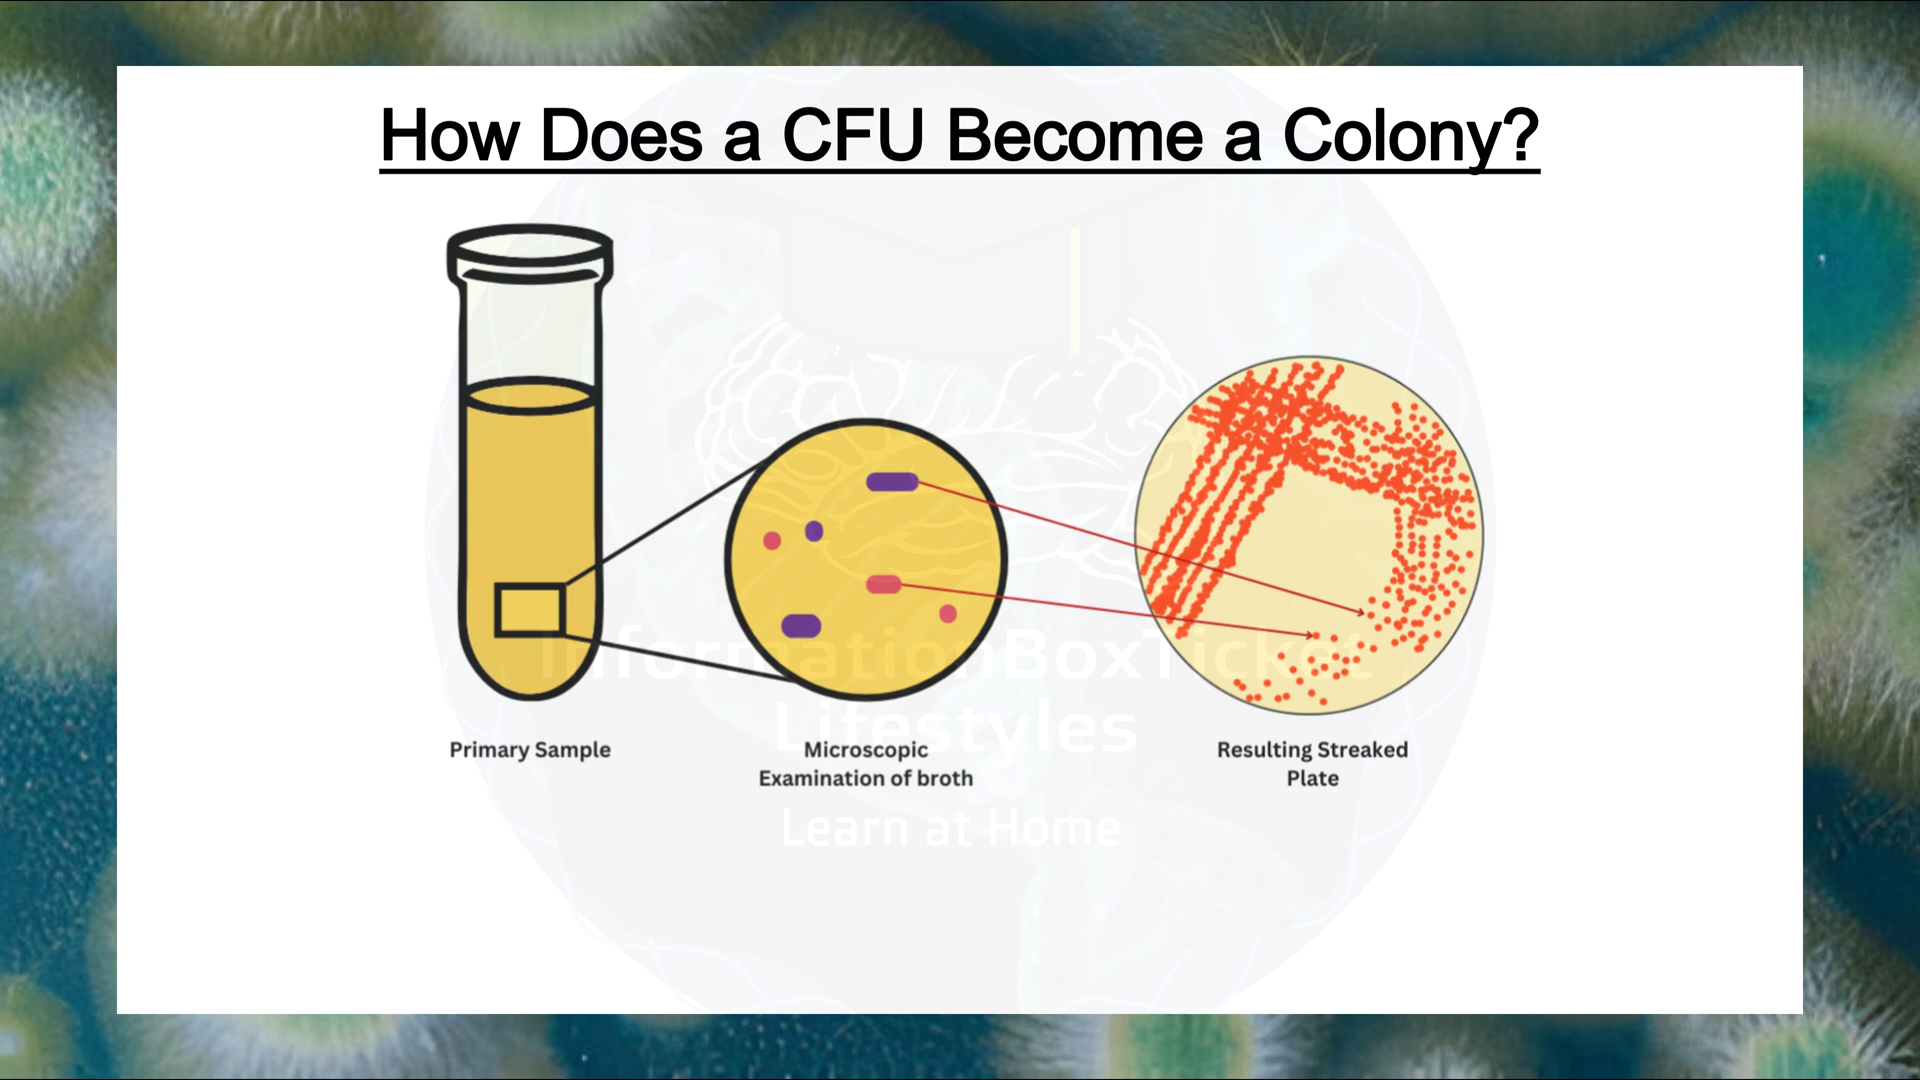 How Does a CFU Become a Colony?
InformationBoxTicket
Lifestyles
Learn at Home
Primary Sample
Microscopic
Examination of broth
Resulting Streaked
Plate